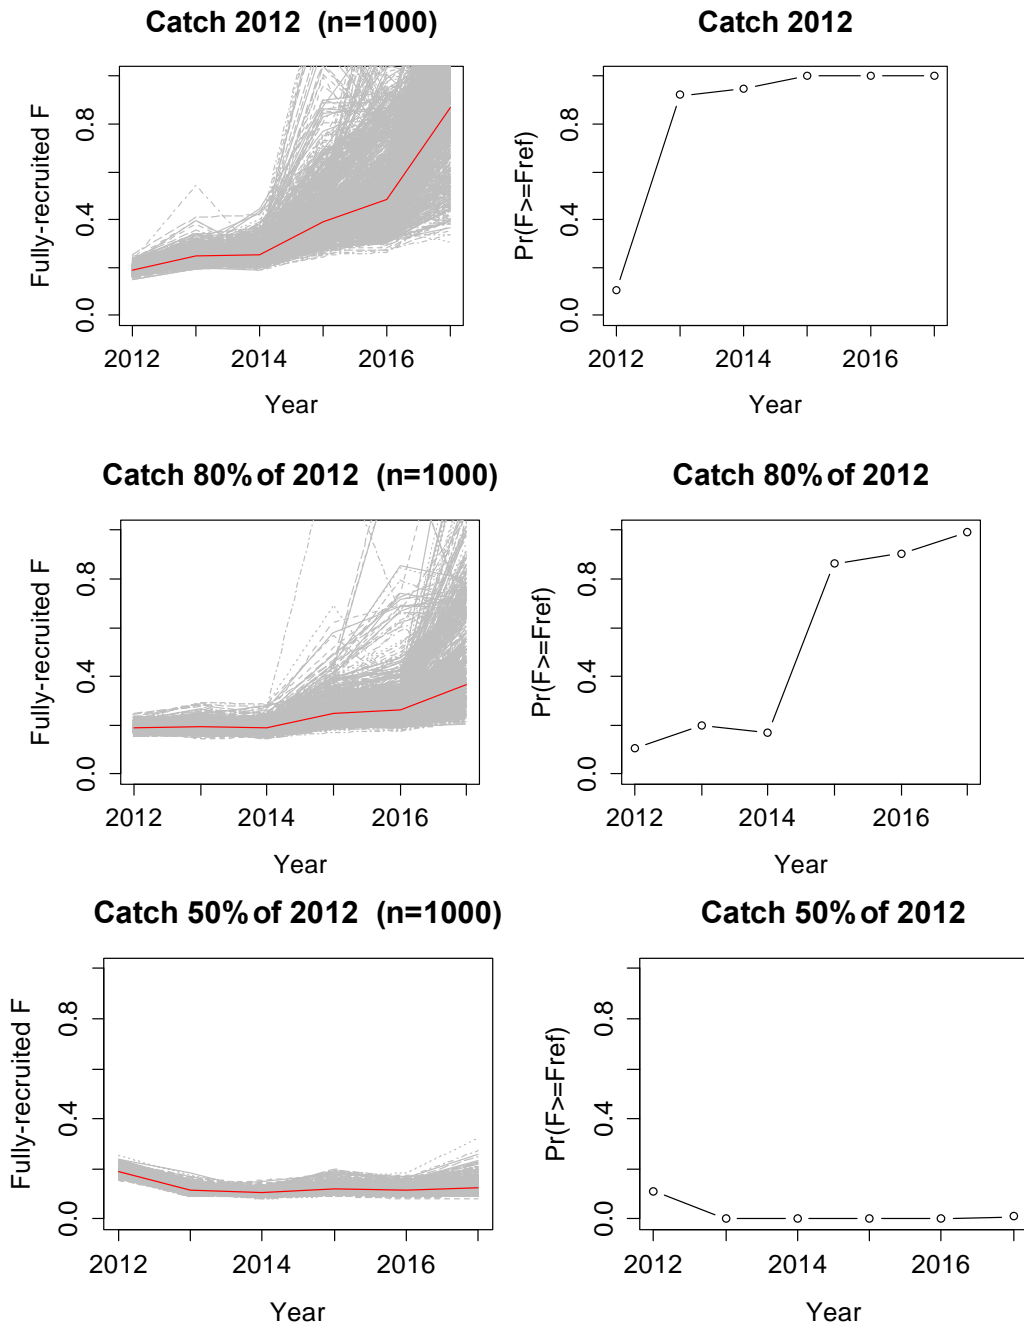 Catch 2012 (n=1000)
Fully-recruited F
0.0 0.4 0.8
2012 2014 2016
Year
Catch 2012
Pr(F>=Fref)
0.0 0.4 0.8
2012 2014 2016
Year
Catch 80% of 2012 (n=1000)
Fully-recruited F
0.0 0.4 0.8
2012 2014 2016
Year
Catch 80% of 2012
Pr(F>=Fref)
0.0 0.4 0.8
2012 2014 2016
Year
Catch 50% of 2012 (n=1000)
Fully-recruited F
0.0 0.4 0.8
2012 2014 2016
Year
Catch 50% of 2012
Pr(F>=Fref)
0.0 0.4 0.8
2012 2014 2016
Year